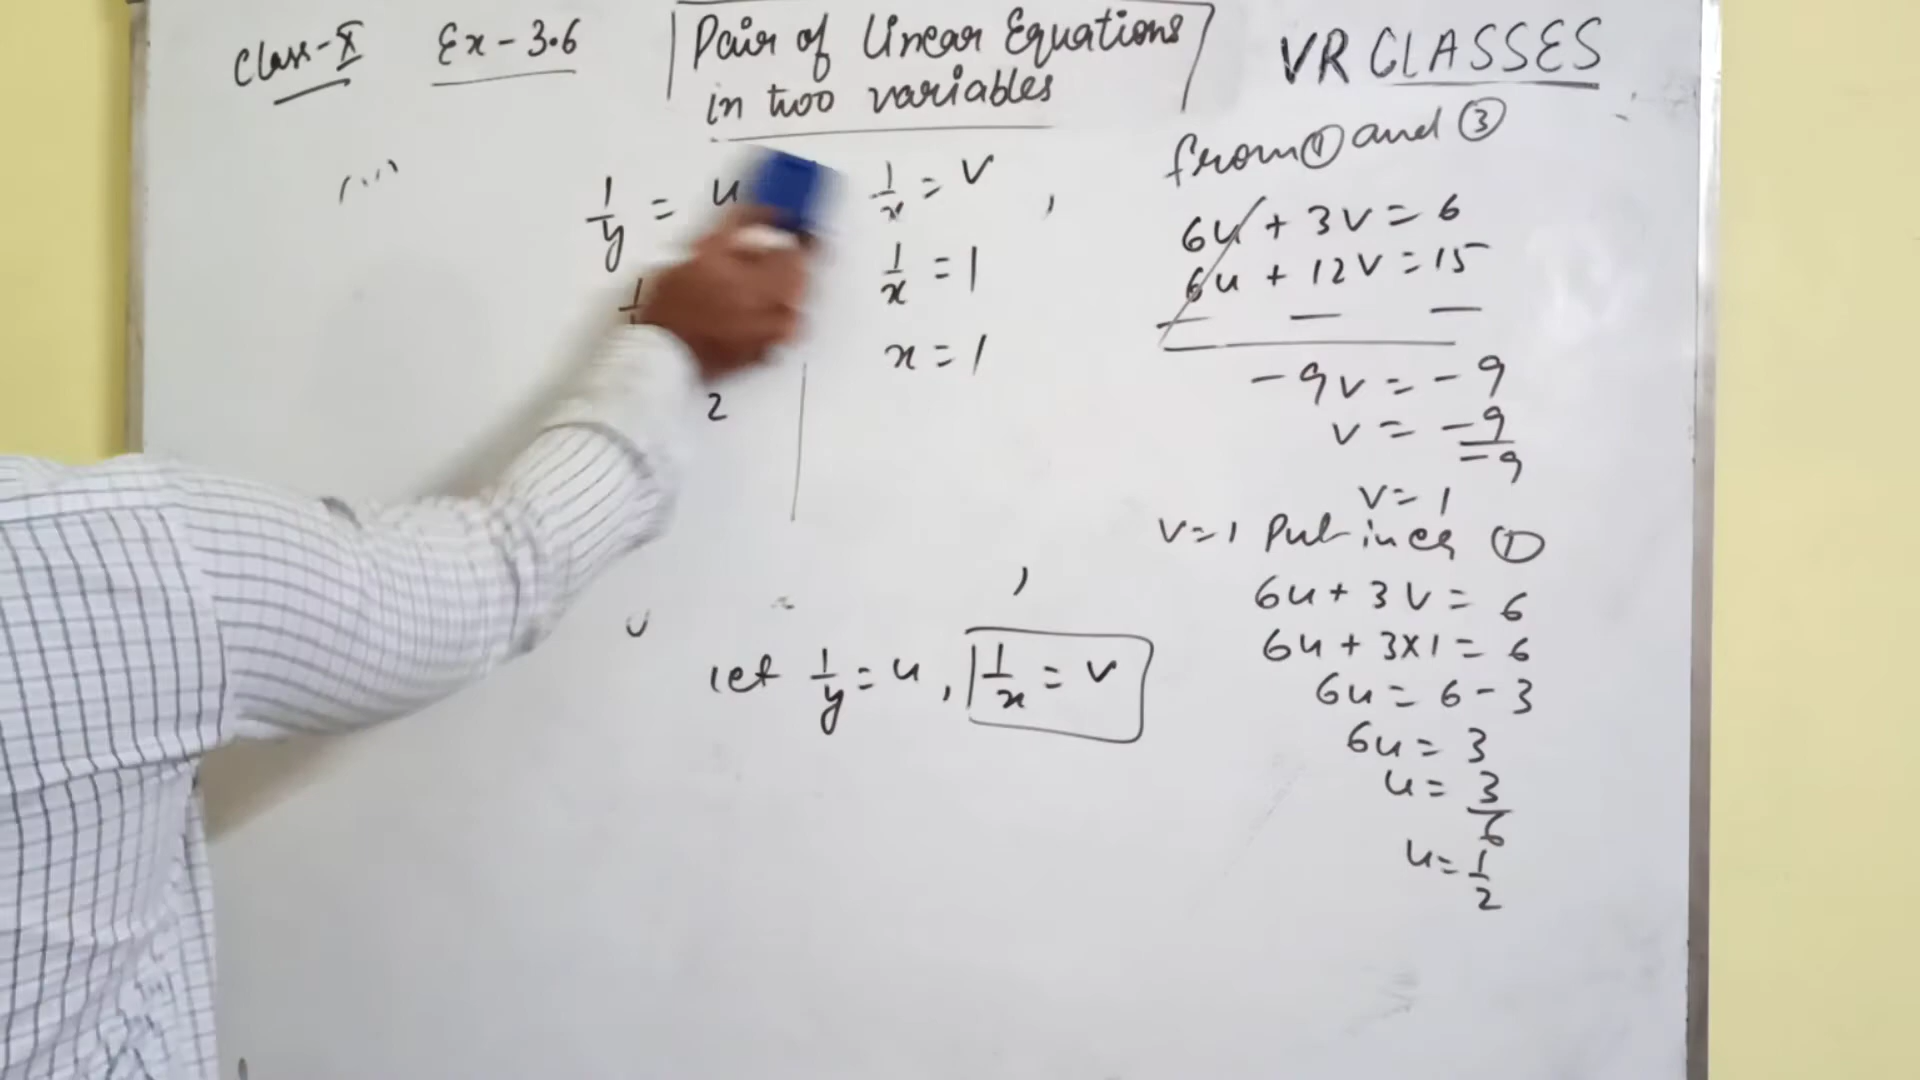 Class-X Ex-3.6 Pair of Linear Equations
in two variables
VR CLASSES
1/y = u
2
1/x = v ,
1/x = 1
x = 1
let 1/y = u , 1/x = v
from ① and ③
6u + 3v = 6
6u + 12v = 15
— — —
-9v = -9
v = -9/-9
v = 1
v=1 Put in eq ①
6u + 3v = 6
6u + 3×1 = 6
6u = 6 - 3
6u = 3
u = 3/6
u = 1/2